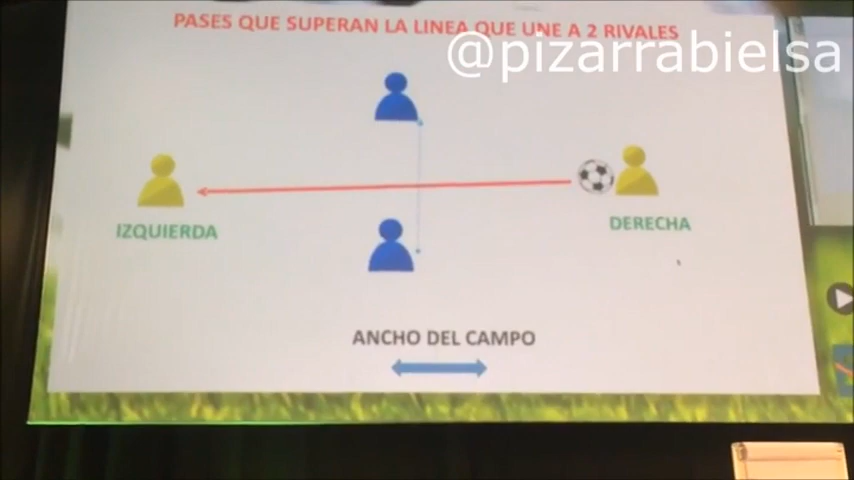 PASES QUE SUPERAN LA LINEA QUE UNE A 2 RIVALES
@pizarrabielsa
IZQUIERDA
DERECHA
ANCHO DEL CAMPO